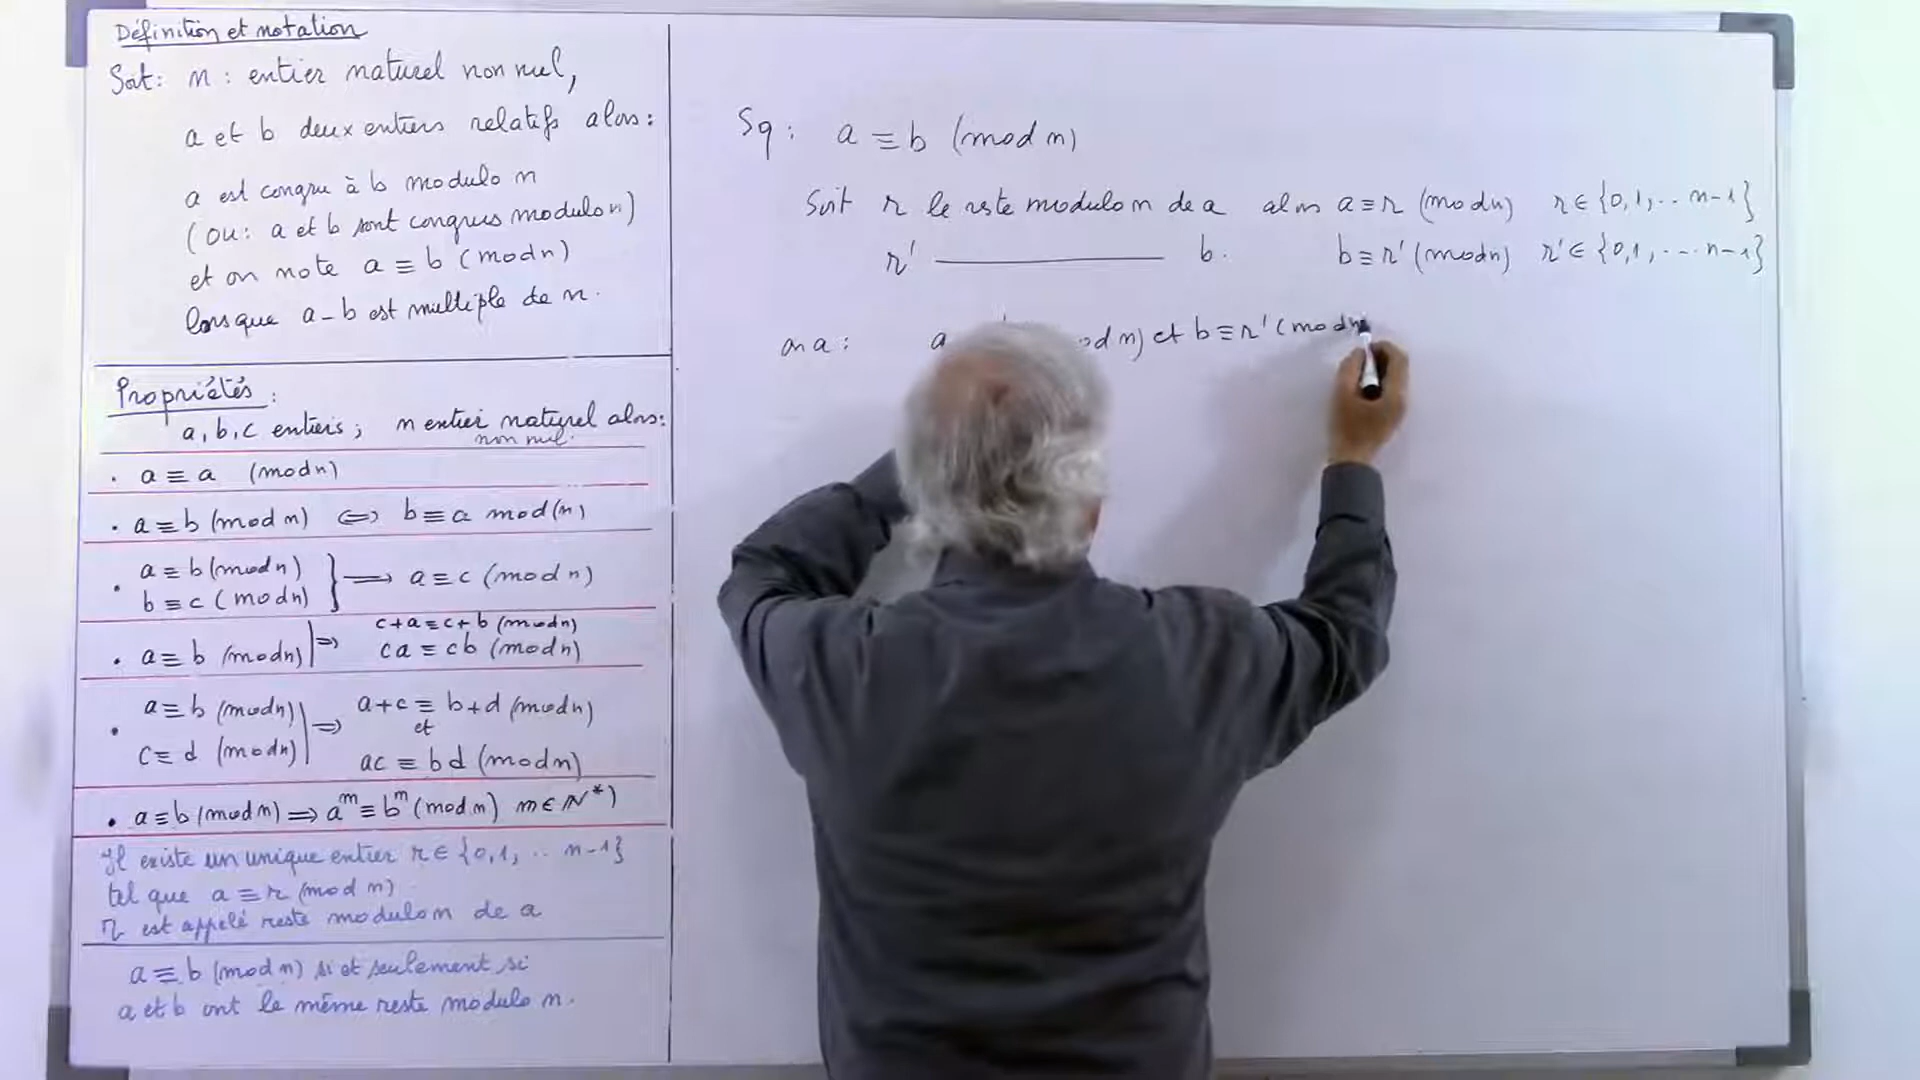 Définition et notation
Soit : n : entier naturel non nul,
a et b deux entiers relatifs alors :
a est congru à b modulo n
(ou : a et b sont congrus modulo n)
et on note a ≡ b (mod n)
lorsque a - b est multiple de n.
Propriétés :
a, b, c entiers ; n entier naturel alors :
non nul.
. a ≡ a (mod n)
. a ≡ b (mod n) ⟺ b ≡ a mod(n)
. a ≡ b (mod n)
b ≡ c (mod n) } ⟹ a ≡ c (mod n)
c+a ≡ c+b (mod n)
. a ≡ b (mod n) | ⟹ ca ≡ cb (mod n)
. a ≡ b (mod n)
c ≡ d (mod n) | ⟹ a+c ≡ b+d (mod n)
et
ac ≡ bd (mod n)
. a ≡ b (mod n) ⟹ a^m ≡ b^m (mod n) m ∈ ℕ*)
Il existe un unique entier r ∈ {0,1, .. n-1}
tel que a ≡ r (mod n)
r est appelé reste modulo n de a
a ≡ b (mod n) si et seulement si
a et b ont le même reste modulo n.
Sq : a ≡ b (mod n)
Soit r le reste modulo n de a alors a ≡ r (mod n) r ∈ {0,1, .. n-1}
r' ________ b. b ≡ r' (mod n) r' ∈ {0,1, ... n-1}
on a : a od n) et b ≡ r' (mod n